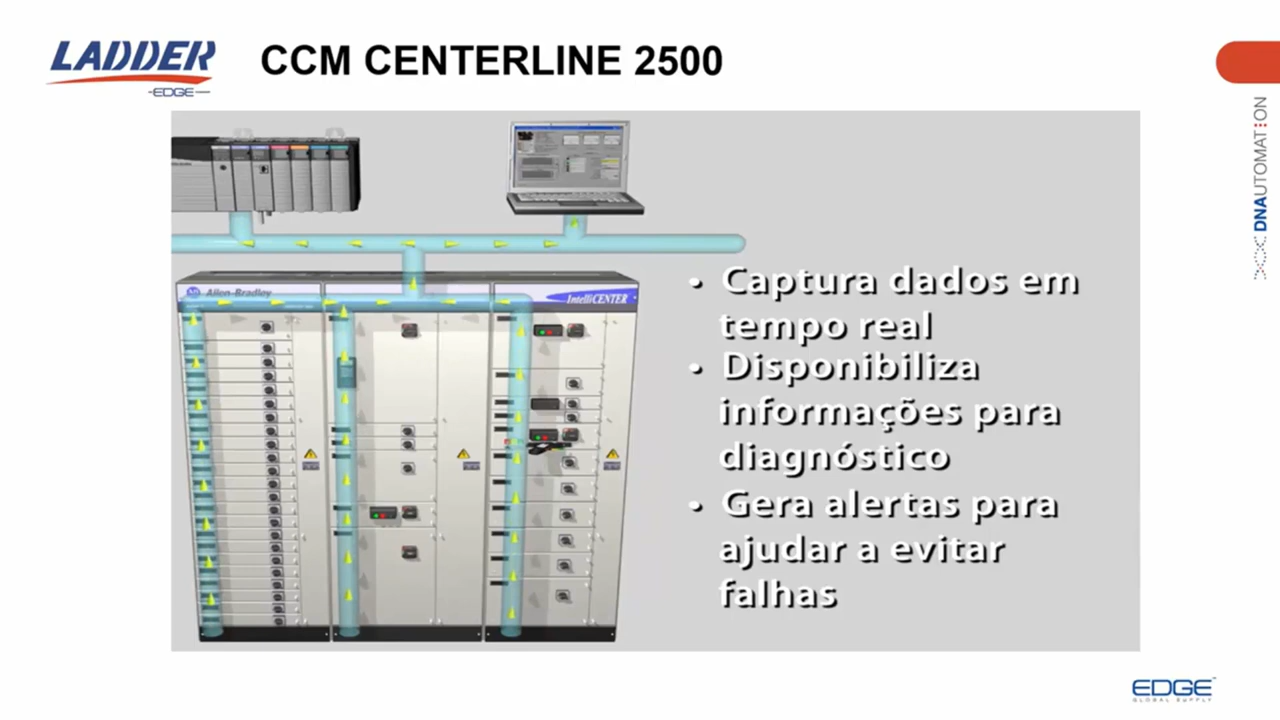 LADDER
EDGE
CCM CENTERLINE 2500
DNAUTOMATION
Allen-Bradley
IntelliCENTER
• Captura dados em
tempo real
• Disponibiliza
informações para
diagnóstico
• Gera alertas para
ajudar a evitar
falhas
EDGE
GLOBAL SUPPLY